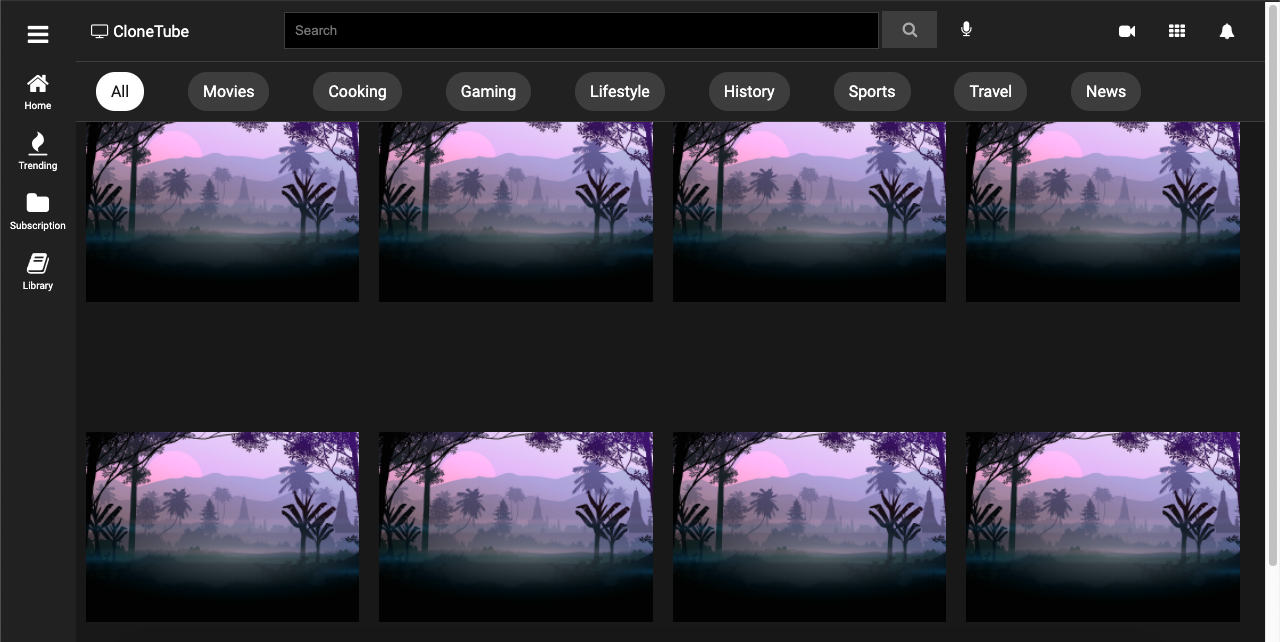 CloneTube
Search
All
Movies
Cooking
Gaming
Lifestyle
History
Sports
Travel
News
Home
Trending
Subscription
Library